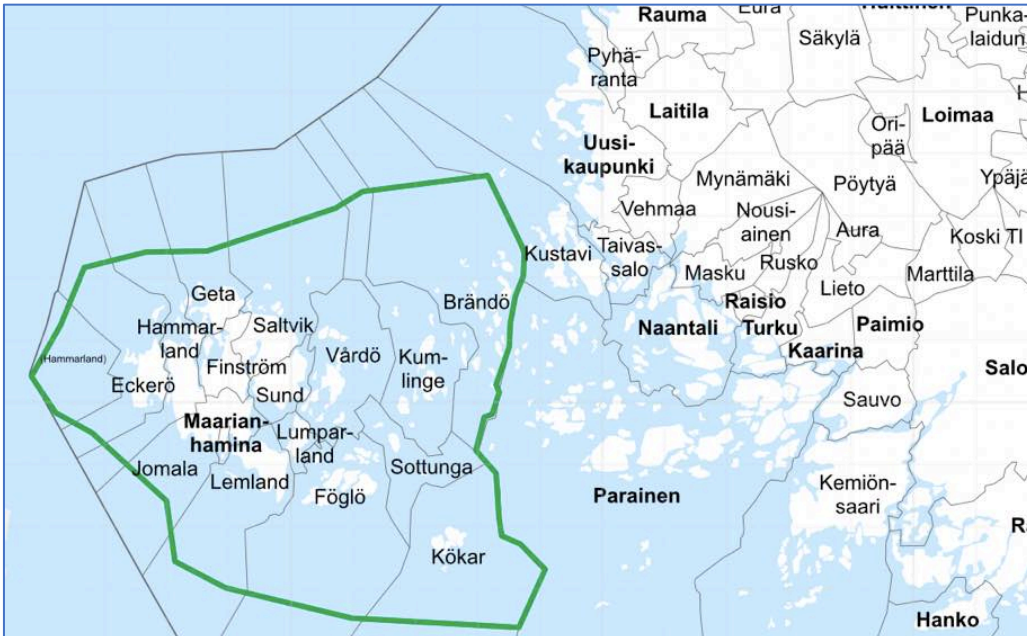 Rauma
Eura
Huittinen
Punka-
laidun
Säkylä
Pyhä-
ranta
Laitila
Loimaa
Ori-
pää
Uusi-
kaupunki
Mynämäki
Pöytyä
Ypäjä
Vehmaa
Nousi-
ainen
Aura
Koski Tl
Kustavi
Taivas-
salo
Masku
Rusko
Lieto
Marttila
Geta
Brändö
Raisio
Naantali
Turku
Paimio
Hammar-
land
Saltvik
Vårdö
Kum-
linge
Kaarina
(Hammarland)
Finström
Eckerö
Sund
Salo
Sauvo
Maarian-
hamina
Lumpar-
land
Jomala
Lemland
Föglö
Sottunga
Parainen
Kemiön-
saari
Kökar
Hanko